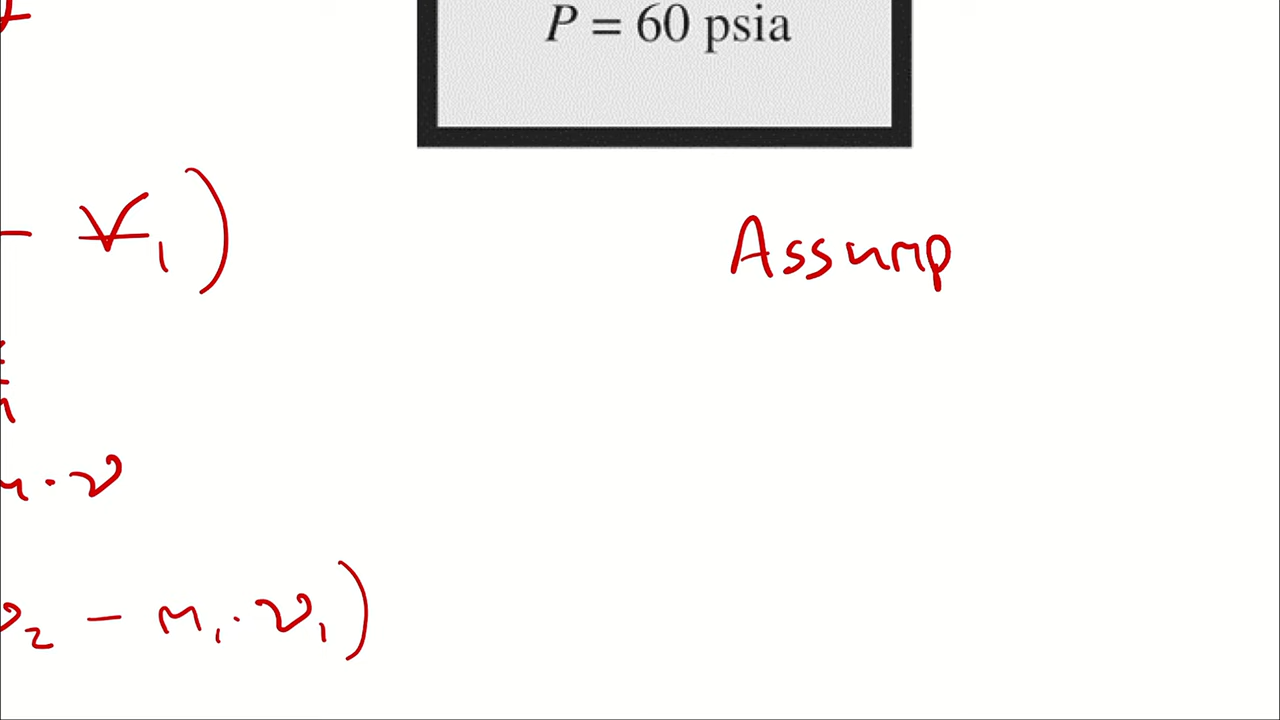 P = 60 psia
- V₁)
Assump
m · v
v₂ - m₁ · v₁)